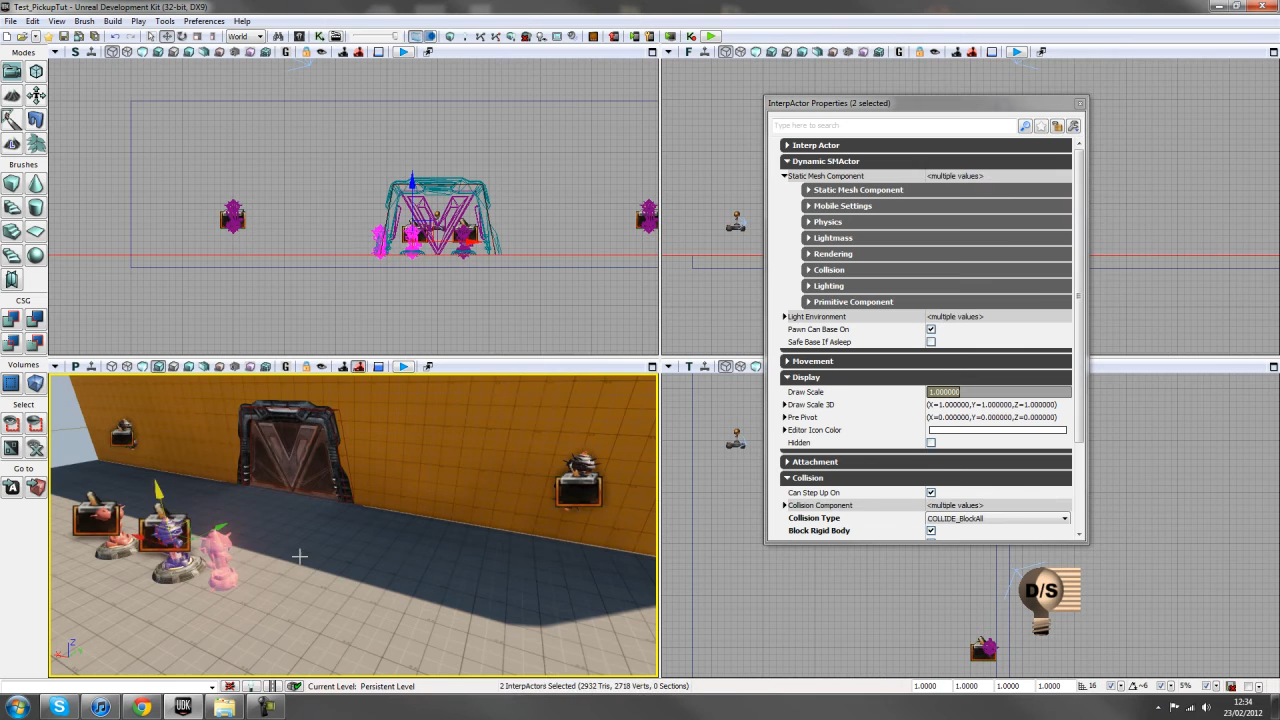 Test_PickupTut - Unreal Development Kit (32-bit, DX9)
File Edit View Brush Build Play Tools Preferences Help
World
Modes
S G
F G
InterpActor Properties (2 selected)
Type here to search
Interp Actor
Dynamic SMActor
Static Mesh Component <multiple values>
Static Mesh Component
Mobile Settings
Physics
Lightmass
Rendering
Collision
Lighting
Primitive Component
Light Environment <multiple values>
Pawn Can Base On
Safe Base If Asleep
Movement
Display
Draw Scale 1.000000
Draw Scale 3D (X=1.000000,Y=1.000000,Z=1.000000)
Pre Pivot (X=0.000000,Y=0.000000,Z=0.000000)
Editor Icon Color
Hidden
Attachment
Collision
Can Step Up On
Collision Component <multiple values>
Collision Type COLLIDE_BlockAll
Block Rigid Body
Brushes
CSG
Volumes
Select
Go to
P G
T
D/S
Z
X
Current Level: Persistent Level
2 InterpActors Selected (2932 Tris, 2718 Verts, 0 Sections)
1.0000 1.0000 1.0000 1.0000 16 ~6 5%
UDK
12:34
23/02/2012